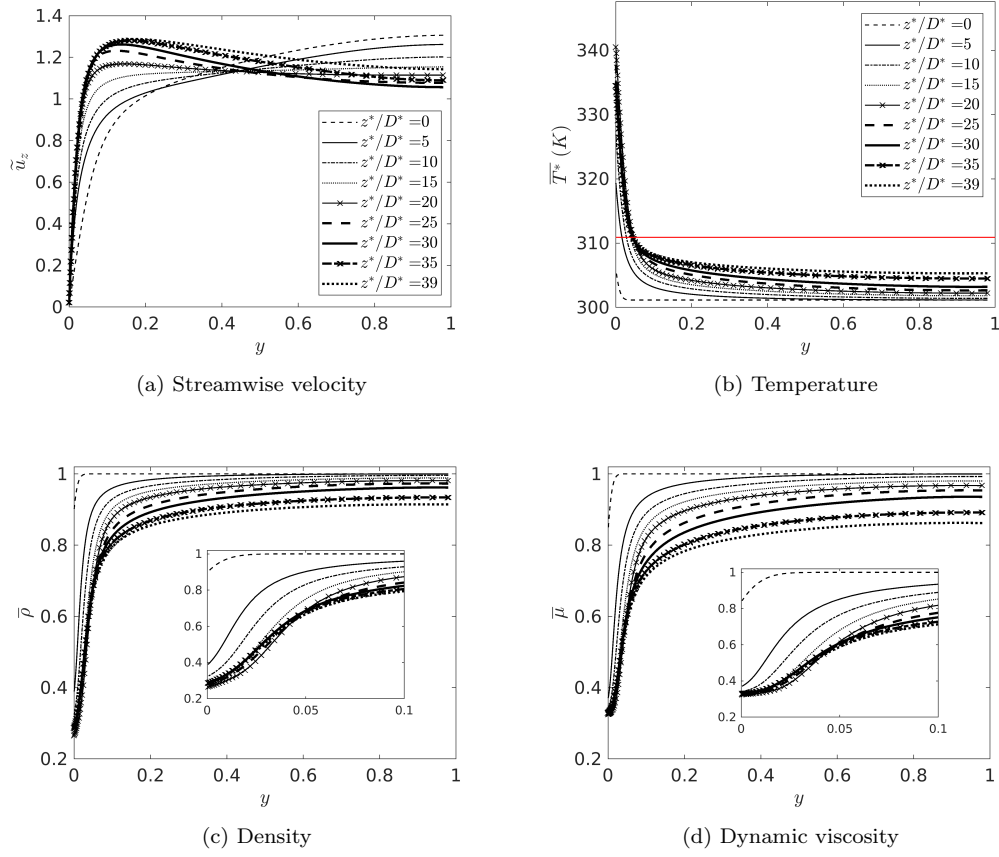 1.4
1.2
1
0.8
0.6
0.4
0.2
0
0 0.2 0.4 0.6 0.8 1
ũ_z
y
z*/D* =0
z*/D* =5
z*/D* =10
z*/D* =15
z*/D* =20
z*/D* =25
z*/D* =30
z*/D* =35
z*/D* =39
(a) Streamwise velocity
340
330
320
310
300
0 0.2 0.4 0.6 0.8 1
T̅* (K)
y
z*/D* =0
z*/D* =5
z*/D* =10
z*/D* =15
z*/D* =20
z*/D* =25
z*/D* =30
z*/D* =35
z*/D* =39
(b) Temperature
1
0.8
0.6
0.4
0.2
0 0.2 0.4 0.6 0.8 1
ρ̅
y
1
0.8
0.6
0.4
0.2
0 0.05 0.1
(c) Density
1
0.8
0.6
0.4
0.2
0 0.2 0.4 0.6 0.8 1
μ̅
y
1
0.8
0.6
0.4
0.2
0 0.05 0.1
(d) Dynamic viscosity